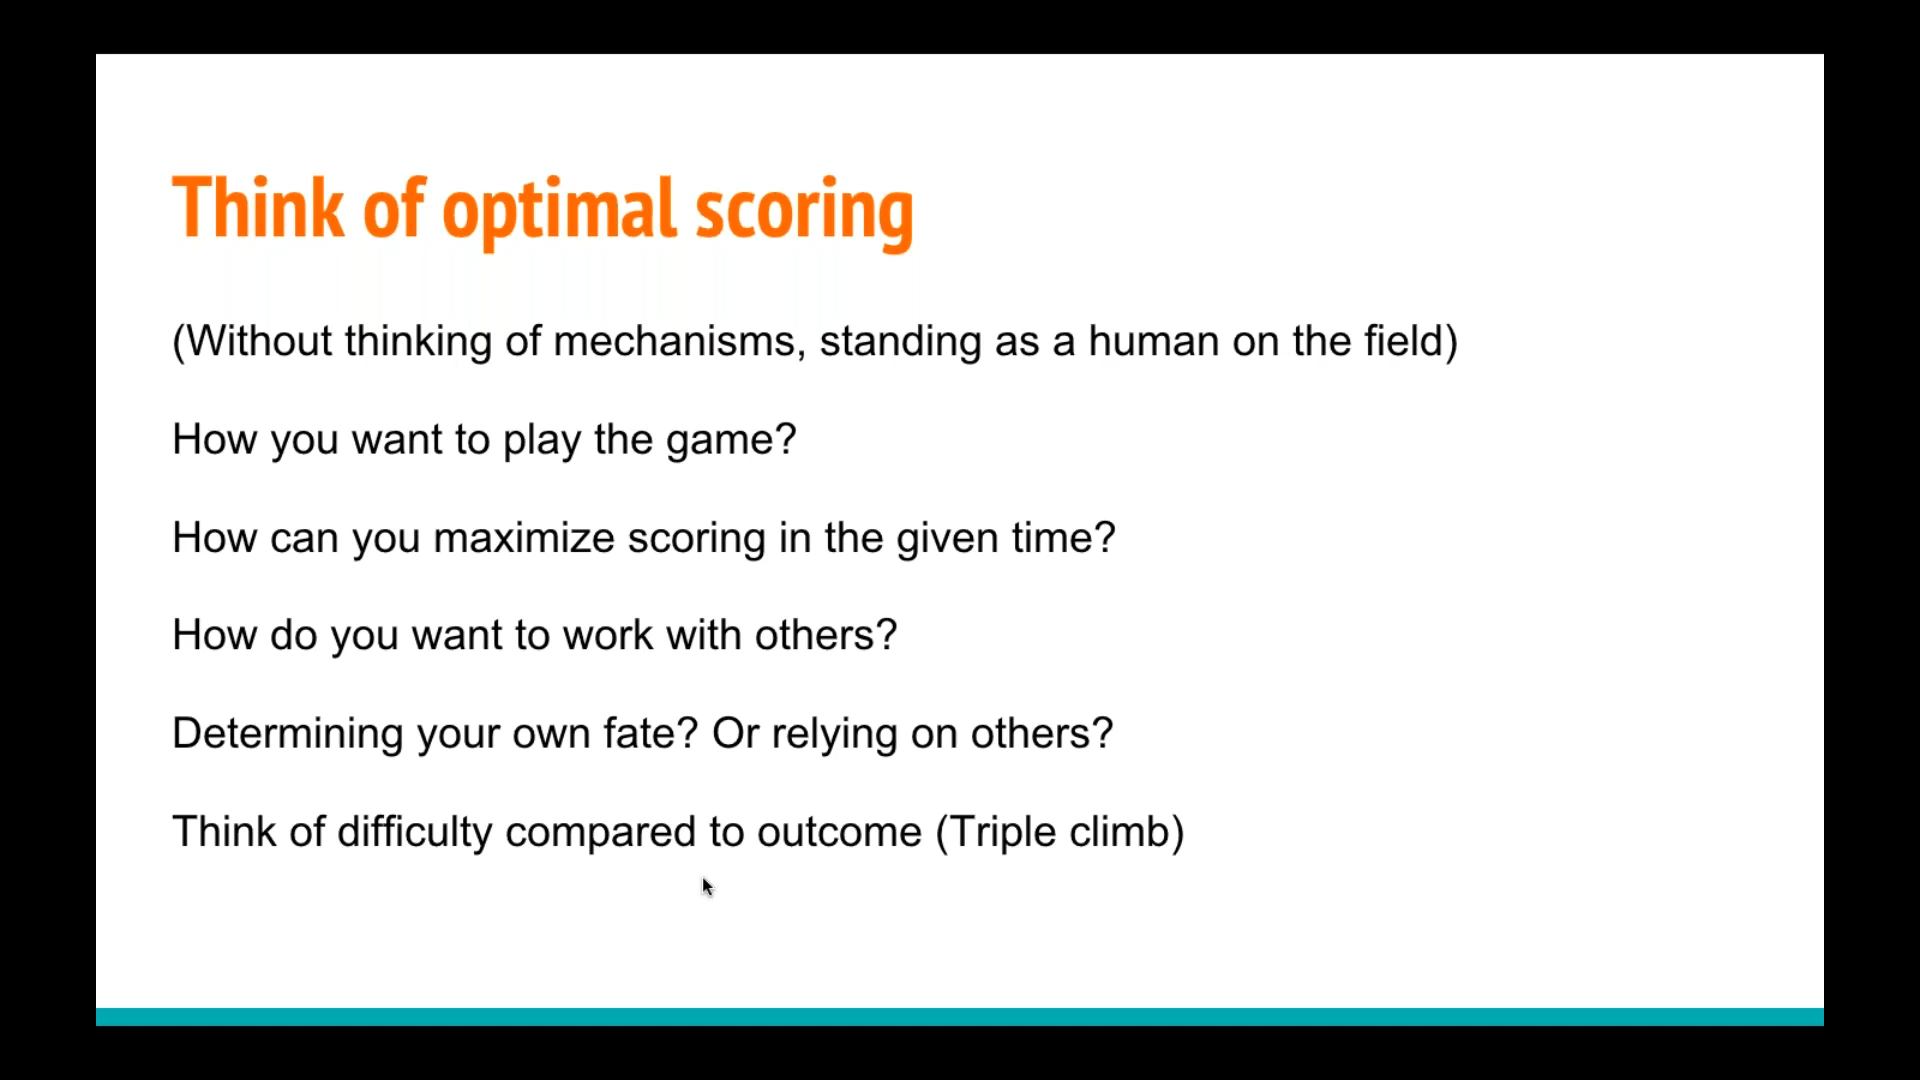 Think of optimal scoring
(Without thinking of mechanisms, standing as a human on the field)
How you want to play the game?
How can you maximize scoring in the given time?
How do you want to work with others?
Determining your own fate? Or relying on others?
Think of difficulty compared to outcome (Triple climb)